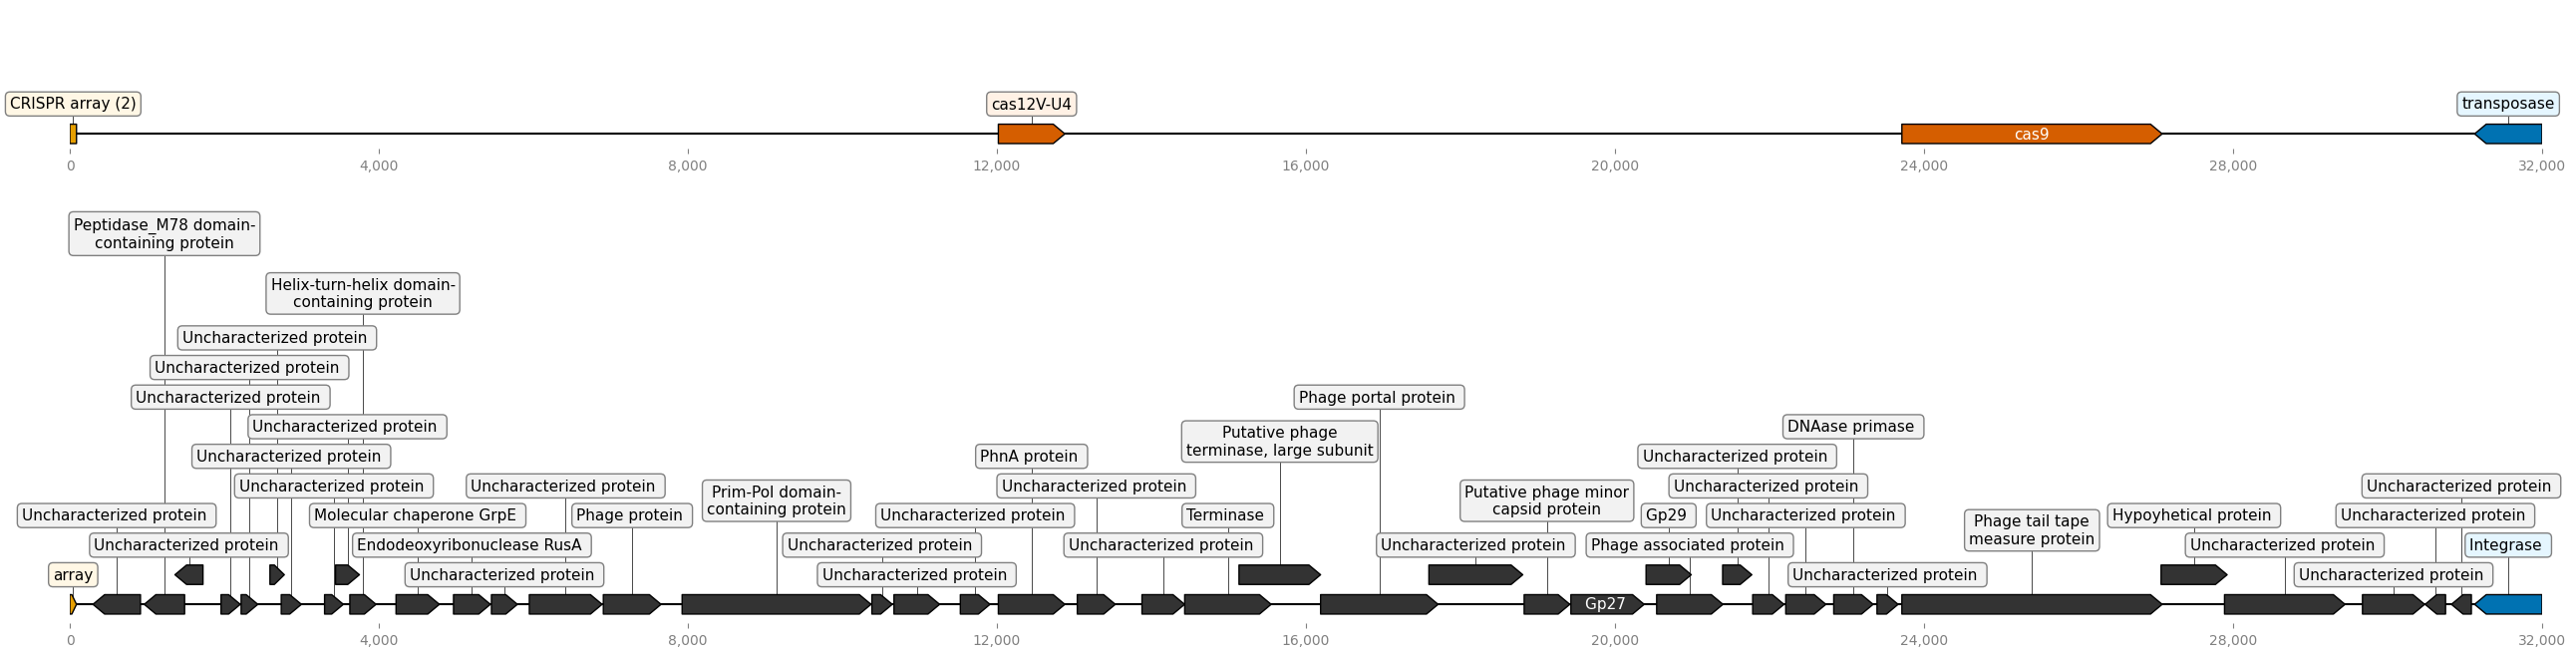 CRISPR array (2)
cas12V-U4
transposase
cas9
0
4,000
8,000
12,000
16,000
20,000
24,000
28,000
32,000
Peptidase_M78 domain-
containing protein
Helix-turn-helix domain-
containing protein
Uncharacterized protein
Uncharacterized protein
Uncharacterized protein
Phage portal protein
Uncharacterized protein
DNAase primase
Putative phage
terminase, large subunit
Uncharacterized protein
PhnA protein
Uncharacterized protein
Uncharacterized protein
Uncharacterized protein
Prim-Pol domain-
containing protein
Uncharacterized protein
Putative phage minor
capsid protein
Uncharacterized protein
Uncharacterized protein
Uncharacterized protein
Molecular chaperone GrpE
Phage protein
Uncharacterized protein
Terminase
Gp29
Uncharacterized protein
Phage tail tape
measure protein
Hypoyhetical protein
Uncharacterized protein
Uncharacterized protein
Endodeoxyribonuclease RusA
Uncharacterized protein
Uncharacterized protein
Uncharacterized protein
Phage associated protein
Uncharacterized protein
Integrase
array
Uncharacterized protein
Uncharacterized protein
Uncharacterized protein
Uncharacterized protein
Gp27
0
4,000
8,000
12,000
16,000
20,000
24,000
28,000
32,000